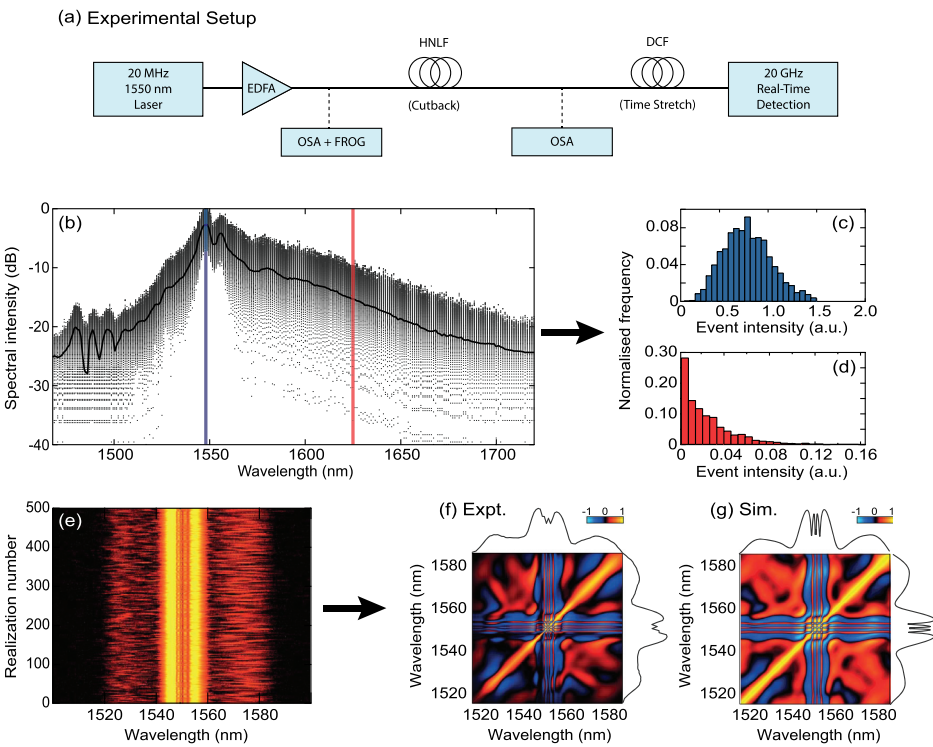 (a) Experimental Setup
20 MHz
1550 nm
Laser
EDFA
HNLF
(Cutback)
DCF
(Time Stretch)
20 GHz
Real-Time
Detection
OSA + FROG
OSA
(b)
Spectral intensity (dB)
0
-10
-20
-30
-40
1500
1550
1600
1650
1700
Wavelength (nm)
Normalised frequency
(c)
0.08
0.04
0
0
0.5
1.0
1.5
2.0
Event intensity (a.u.)
(d)
0.30
0.20
0.10
0
0
0.04
0.08
0.12
0.16
Event intensity (a.u.)
(e)
Realization number
500
400
300
200
100
0
1520
1540
1560
1580
Wavelength (nm)
(f) Expt.
-1 0 1
Wavelength (nm)
1580
1560
1540
1520
1520 1540 1560 1580
Wavelength (nm)
(g) Sim.
-1 0 1
Wavelength (nm)
1580
1560
1540
1520
1520 1540 1560 1580
Wavelength (nm)